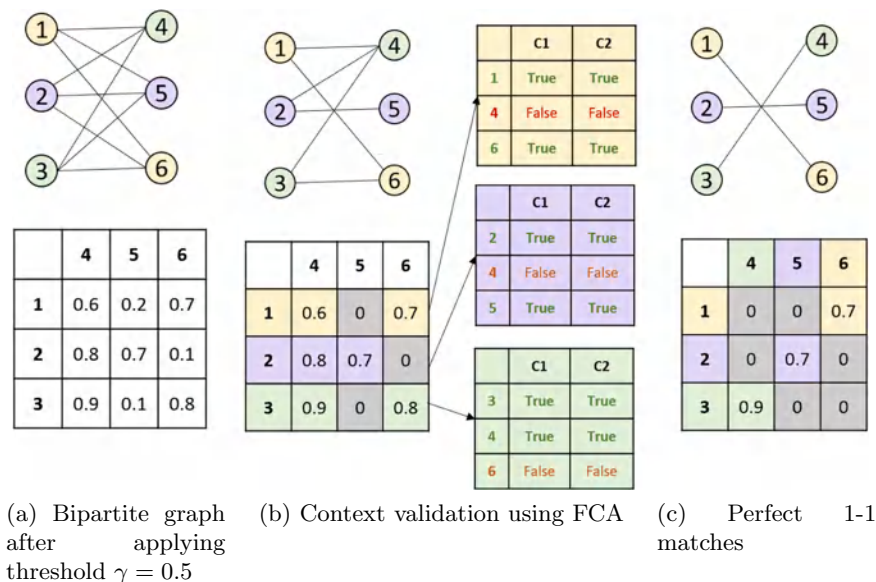 1
2
3
4
5
6
4 5 6
1 0.6 0.2 0.7
2 0.8 0.7 0.1
3 0.9 0.1 0.8
(a) Bipartite graph
after applying
threshold γ = 0.5
1
2
3
4
5
6
4 5 6
1 0.6 0 0.7
2 0.8 0.7 0
3 0.9 0 0.8
C1 C2
1 True True
4 False False
6 True True
C1 C2
2 True True
4 False False
5 True True
C1 C2
3 True True
4 True True
6 False False
(b) Context validation using FCA
1
2
3
4
5
6
4 5 6
1 0 0 0.7
2 0 0.7 0
3 0.9 0 0
(c) Perfect 1-1
matches